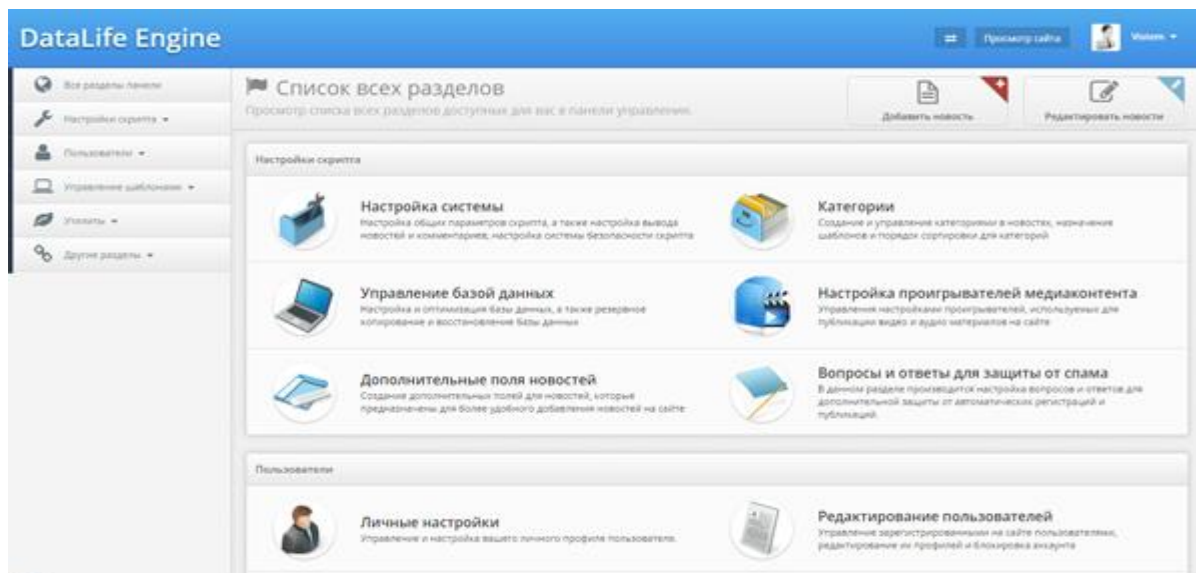 DataLife Engine
Просмотр сайта
Все разделы панели
Настройки скрипта
Пользователи
Управление шаблонами
Утилиты
Другие разделы
Список всех разделов
Просмотр списка всех разделов доступных для вас в панели управления.
Добавить новость
Редактировать новости
Настройки скрипта
Настройка системы
Настройка общих параметров скрипта, а также настройка вывода
новостей и комментариев, настройка системы безопасности скрипта
Категории
Создание и управление категориями в новостях, назначение
шаблонов и порядок сортировки для категорий
Управление базой данных
Настройка и оптимизация базы данных, а также резервное
копирование и восстановление базы данных
Настройка проигрывателей медиаконтента
Управления настройками проигрывателей, используемых для
публикации видео и аудио материалов на сайте
Дополнительные поля новостей
Создание дополнительных полей для новостей, которые
предназначены для более удобного добавления новостей на сайте
Вопросы и ответы для защиты от спама
В данном разделе производится настройка вопросов и ответов для
дополнительной защиты от автоматических регистраций и
публикаций.
Пользователи
Личные настройки
Управление и настройка вашего личного профиля пользователя.
Редактирование пользователей
Управление зарегистрированными на сайте пользователями,
редактирование их профилей и блокировка аккаунта